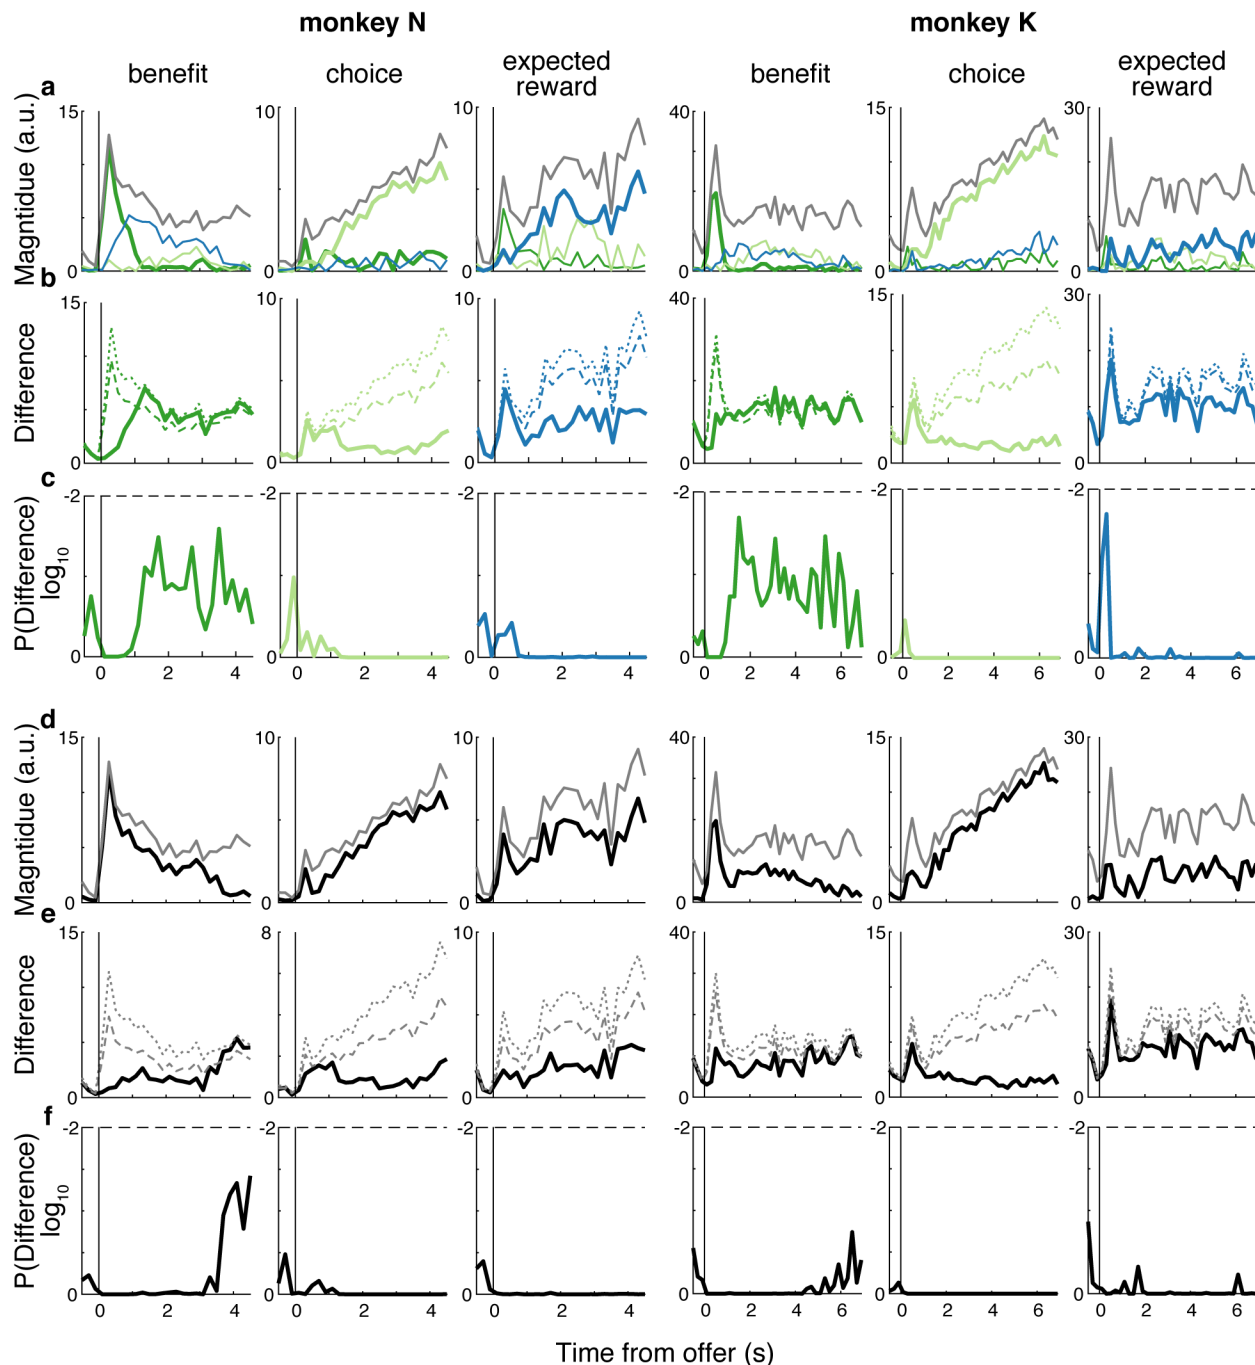 monkey N monkey K
benefit choice expected reward benefit choice expected reward
a
Magntidue (a.u.)
15 10 10 40 15 30
0 0 0 0 0 0
b
Difference
15 10 10 40 15 30
0 0 0 0 0 0
c
P(Difference)
log10
-2 -2 -2 -2 -2 -2
0 0 0 0 0 0
0 2 4 0 2 4 0 2 4 0 2 4 6 0 2 4 6 0 2 4 6
d
Magntidue (a.u.)
15 10 10 40 15 30
0 0 0 0 0 0
e
Difference
15 8 10 40 15 30
0 0 0 0 0 0
f
P(Difference)
log10
-2 -2 -2 -2 -2 -2
0 0 0 0 0 0
0 2 4 0 2 4 0 2 4 0 2 4 6 0 2 4 6 0 2 4 6
Time from offer (s)